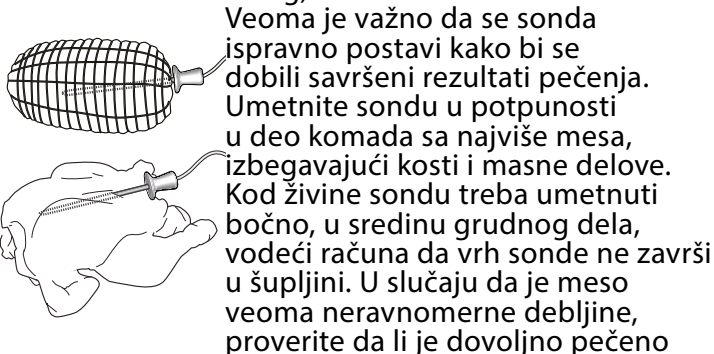 Veoma je važno da se sonda
ispravno postavi kako bi se
dobili savršeni rezultati pečenja.
Umetnite sondu u potpunosti
u deo komada sa najviše mesa,
izbegavajući kosti i masne delove.
Kod živine sondu treba umetnuti
bočno, u sredinu grudnog dela,
vodeći računa da vrh sonde ne završi
u šupljini. U slučaju da je meso
veoma neravnomerne debljine,
proverite da li je dovoljno pečeno